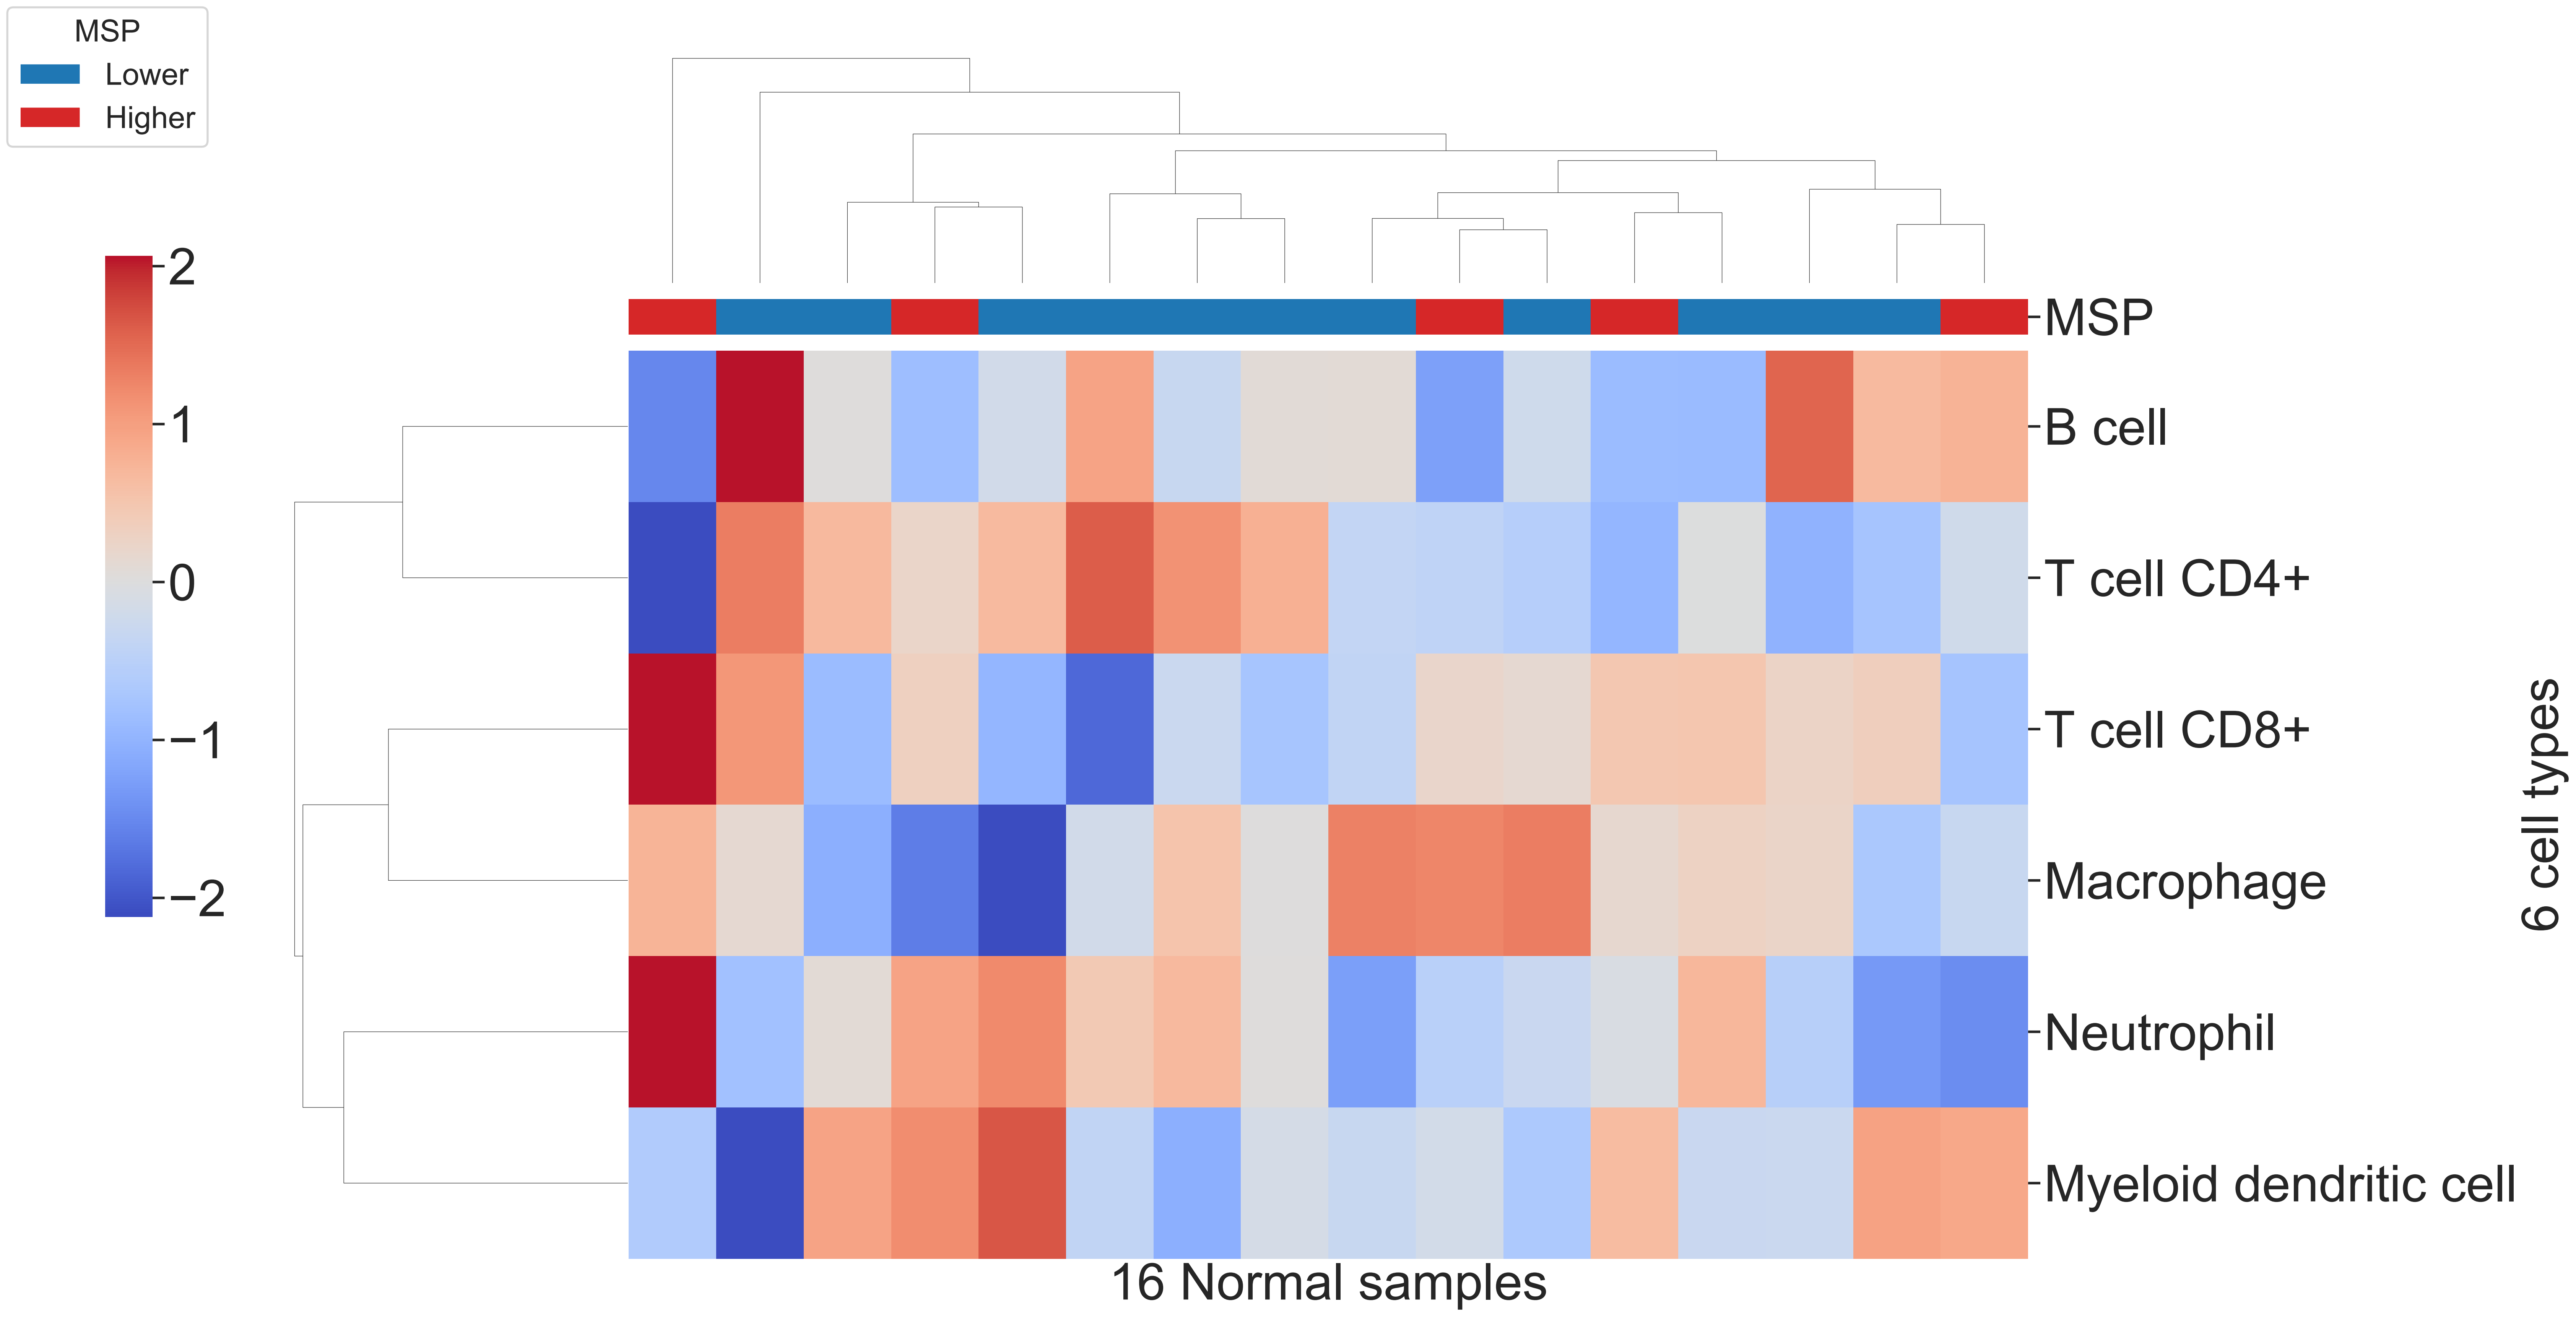 MSP
Lower
Higher
2
1
0
−1
−2
MSP
B cell
T cell CD4+
T cell CD8+
Macrophage
Neutrophil
Myeloid dendritic cell
6 cell types
16 Normal samples